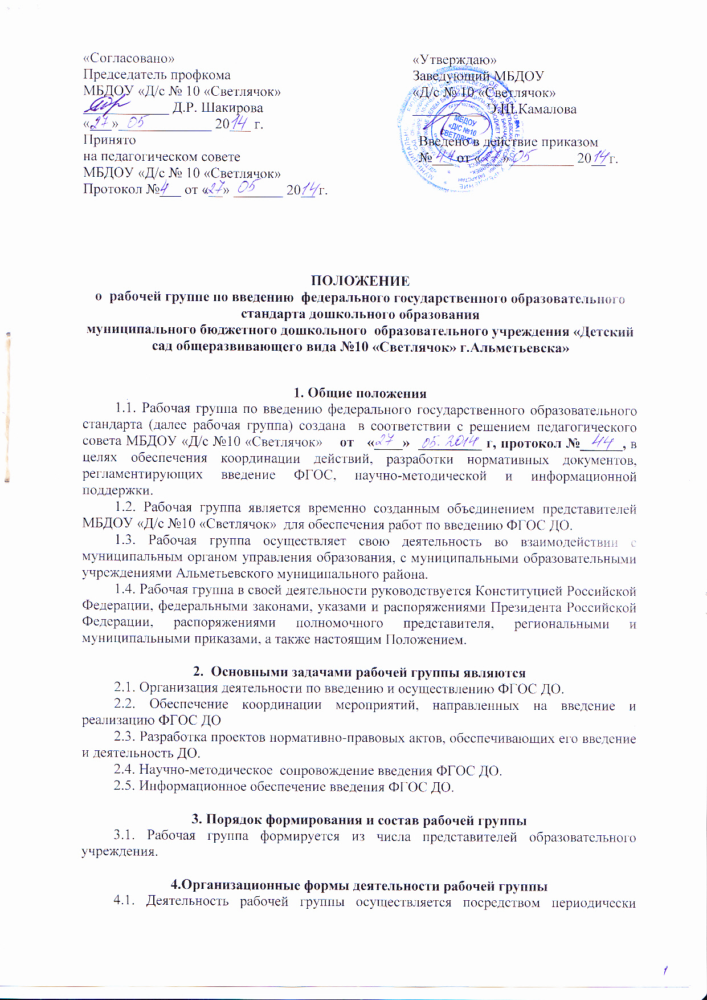 «Согласовано»
Председатель профкома
МБДОУ «Д/с № 10 «Светлячок»
____________ Д.Р. Шакирова
«27» 05 2014 г.
Принято
на педагогическом совете
МБДОУ «Д/с № 10 «Светлячок»
Протокол № 4 от «27» 05 2014 г.
«Утверждаю»
Заведующий МБДОУ
«Д/с № 10 «Светлячок»
Э.Ш.Камалова
Введено в действие приказом
№ 44 от « » 05 2014 г.
МБДОУ
«Д/С №10
СВЕТЛЯЧОК»
ПОЛОЖЕНИЕ
о рабочей группе по введению федерального государственного образовательного
стандарта дошкольного образования
муниципального бюджетного дошкольного образовательного учреждения «Детский
сад общеразвивающего вида №10 «Светлячок» г.Альметьевска»
1. Общие положения
1.1. Рабочая группа по введению федерального государственного образовательного
стандарта (далее рабочая группа) создана в соответствии с решением педагогического
совета МБДОУ «Д/с №10 «Светлячок» от «27» 05. 2014 г, протокол № 44, в
целях обеспечения координации действий, разработки нормативных документов,
регламентирующих введение ФГОС, научно-методической и информационной
поддержки.
1.2. Рабочая группа является временно созданным объединением представителей
МБДОУ «Д/с №10 «Светлячок» для обеспечения работ по введению ФГОС ДО.
1.3. Рабочая группа осуществляет свою деятельность во взаимодействии с
муниципальным органом управления образования, с муниципальными образовательными
учреждениями Альметьевского муниципального района.
1.4. Рабочая группа в своей деятельности руководствуется Конституцией Российской
Федерации, федеральными законами, указами и распоряжениями Президента Российской
Федерации, распоряжениями полномочного представителя, региональными и
муниципальными приказами, а также настоящим Положением.
2. Основными задачами рабочей группы являются
2.1. Организация деятельности по введению и осуществлению ФГОС ДО.
2.2. Обеспечение координации мероприятий, направленных на введение и
реализацию ФГОС ДО
2.3. Разработка проектов нормативно-правовых актов, обеспечивающих его введение
и деятельность ДО.
2.4. Научно-методическое сопровождение введения ФГОС ДО.
2.5. Информационное обеспечение введения ФГОС ДО.
3. Порядок формирования и состав рабочей группы
3.1. Рабочая группа формируется из числа представителей образовательного
учреждения.
4.Организационные формы деятельности рабочей группы
4.1. Деятельность рабочей группы осуществляется посредством периодически
1